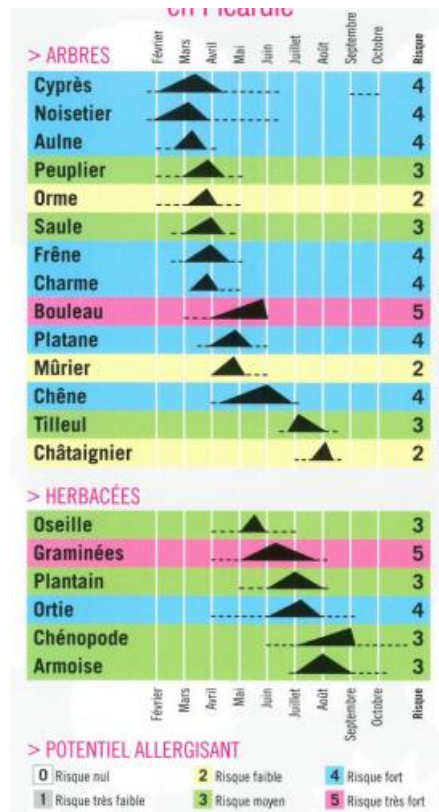 en Picardie
> ARBRES
Février Mars Avril Mai Juin Juillet Août Septembre Octobre Risque
Cyprès 4
Noisetier 4
Aulne 4
Peuplier 3
Orme 2
Saule 3
Frêne 4
Charme 4
Bouleau 5
Platane 4
Mûrier 2
Chêne 4
Tilleul 3
Châtaignier 2
> HERBACÉES
Oseille 3
Graminées 5
Plantain 3
Ortie 4
Chénopode 3
Armoise 3
Février Mars Avril Mai Juin Juillet Août Septembre Octobre Risque
> POTENTIEL ALLERGISANT
0 Risque nul 2 Risque faible 4 Risque fort
1 Risque très faible 3 Risque moyen 5 Risque très fort